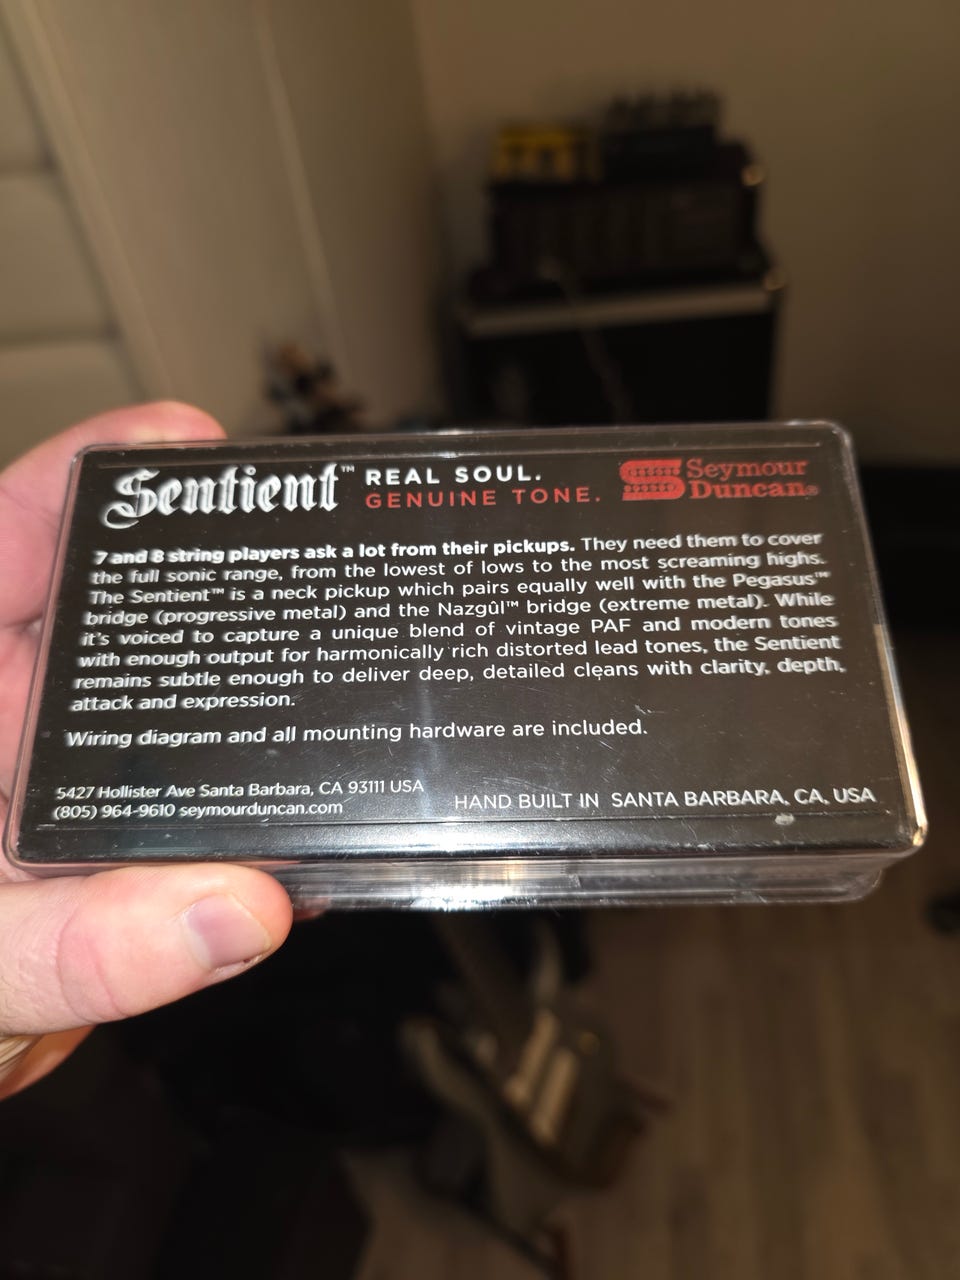 Sentient™ REAL SOUL.
GENUINE TONE.
Seymour
Duncan®
7 and 8 string players ask a lot from their pickups. They need them to cover
the full sonic range, from the lowest of lows to the most screaming highs.
The Sentient™ is a neck pickup which pairs equally well with the Pegasus™
bridge (progressive metal) and the Nazgûl™ bridge (extreme metal). While
it's voiced to capture a unique blend of vintage PAF and modern tones
with enough output for harmonically rich distorted lead tones, the Sentient
remains subtle enough to deliver deep, detailed cleans with clarity, depth,
attack and expression.
Wiring diagram and all mounting hardware are included.
5427 Hollister Ave Santa Barbara, CA 93111 USA
(805) 964-9610 seymourduncan.com
HAND BUILT IN SANTA BARBARA, CA, USA